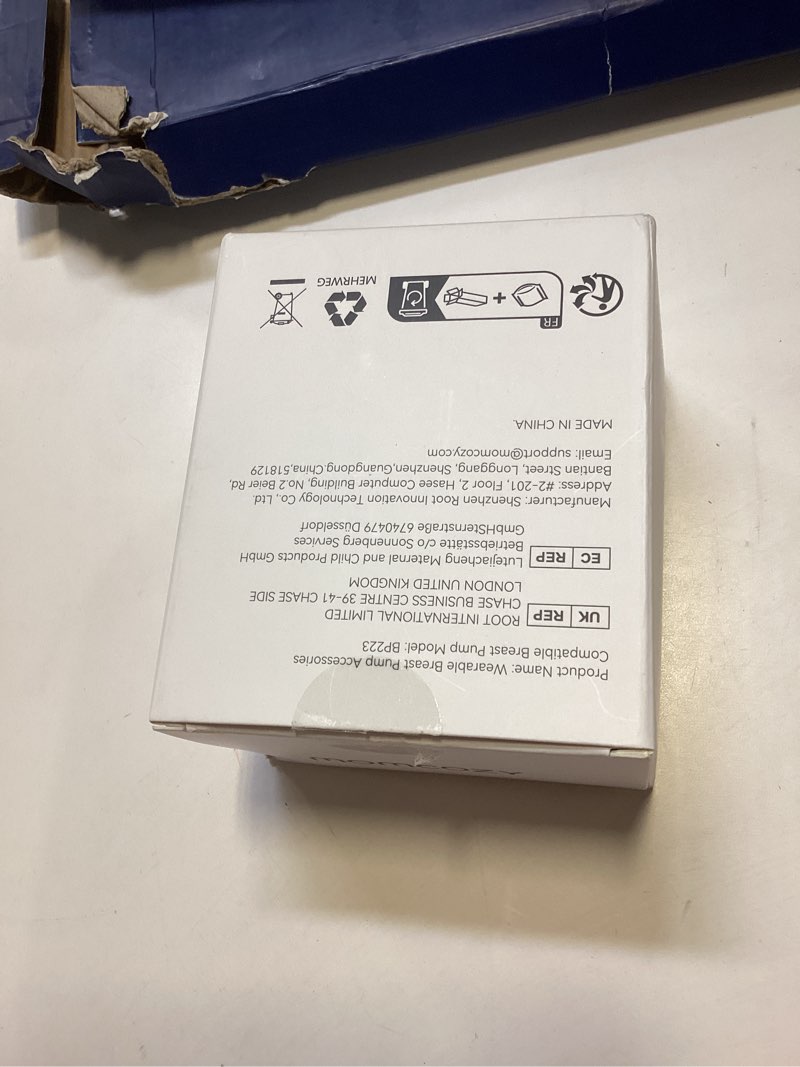 Product Name: Wearable Breast Pump Accessories
Compatible Breast Pump Model: BP223
UK REP
ROOT INTERNATIONAL LIMITED
CHASE BUSINESS CENTRE 39-41 CHASE SIDE
LONDON UNITED KINGDOM
EC REP
Lutejiacheng Maternal and Child Products GmbH
Betriebsstätte c/o Sonnenberg Services
GmbHSternstraße 6740479 Düsseldorf
Manufacturer: Shenzhen Root Innovation Technology Co., Ltd.
Address: #2-201, Floor 2, Hasee Computer Building, No.2 Beier Rd,
Bantian Street, Longgang, Shenzhen,Guangdong.China,518129
Email: support@momcozy.com
MADE IN CHINA.
FR
MEHRWEG
momcozy